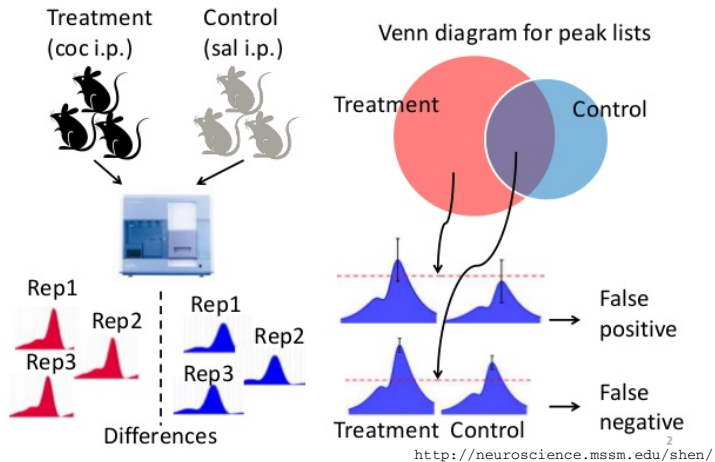 Treatment
(coc i.p.)
Control
(sal i.p.)
Rep1
Rep2
Rep3
Rep1
Rep2
Rep3
Differences
Venn diagram for peak lists
Treatment
Control
False
positive
False
negative
Treatment
Control
2
http://neuroscience.mssm.edu/shen/